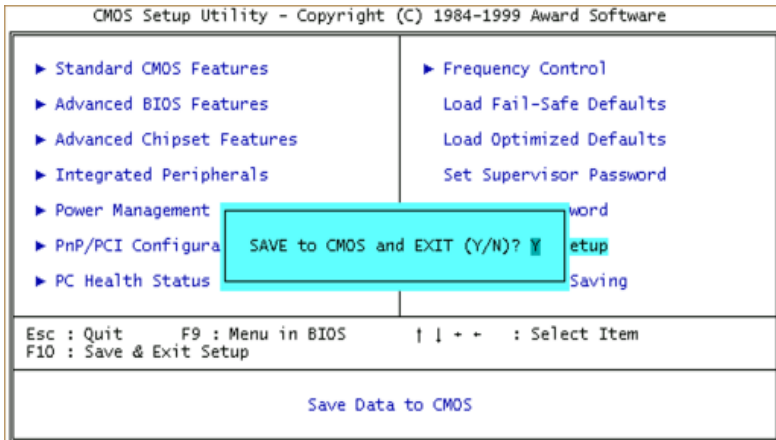 CMOS Setup Utility - Copyright (C) 1984-1999 Award Software
► Standard CMOS Features
► Advanced BIOS Features
► Advanced Chipset Features
► Integrated Peripherals
► Power Management
► PnP/PCI Configura
► PC Health Status
► Frequency Control
Load Fail-Safe Defaults
Load Optimized Defaults
Set Supervisor Password
word
etup
Saving
SAVE to CMOS and EXIT (Y/N)? Y
Esc : Quit F9 : Menu in BIOS ↑ ↓ ← ← : Select Item
F10 : Save & Exit Setup
Save Data to CMOS